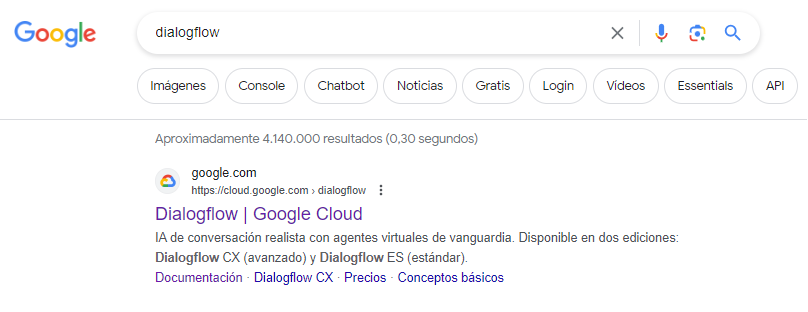 Google
dialogflow
Imágenes Console Chatbot Noticias Gratis Login Vídeos Essentials API
Aproximadamente 4.140.000 resultados (0,30 segundos)
google.com
https://cloud.google.com › dialogflow
Dialogflow | Google Cloud
IA de conversación realista con agentes virtuales de vanguardia. Disponible en dos ediciones:
Dialogflow CX (avanzado) y Dialogflow ES (estándar).
Documentación · Dialogflow CX · Precios · Conceptos básicos